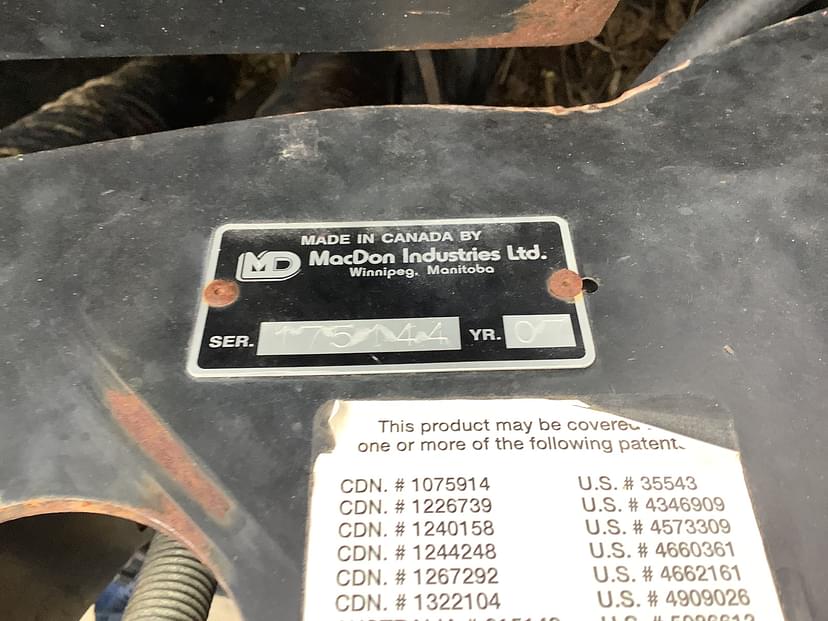 MADE IN CANADA BY
MD MacDon Industries Ltd.
Winnipeg, Manitoba
SER. 175144 YR. 07
This product may be covered
one or more of the following patent
CDN. # 1075914 U.S. # 35543
CDN. # 1226739 U.S. # 4346909
CDN. # 1240158 U.S. # 4573309
CDN. # 1244248 U.S. # 4660361
CDN. # 1267292 U.S. # 4662161
CDN. # 1322104 U.S. # 4909026